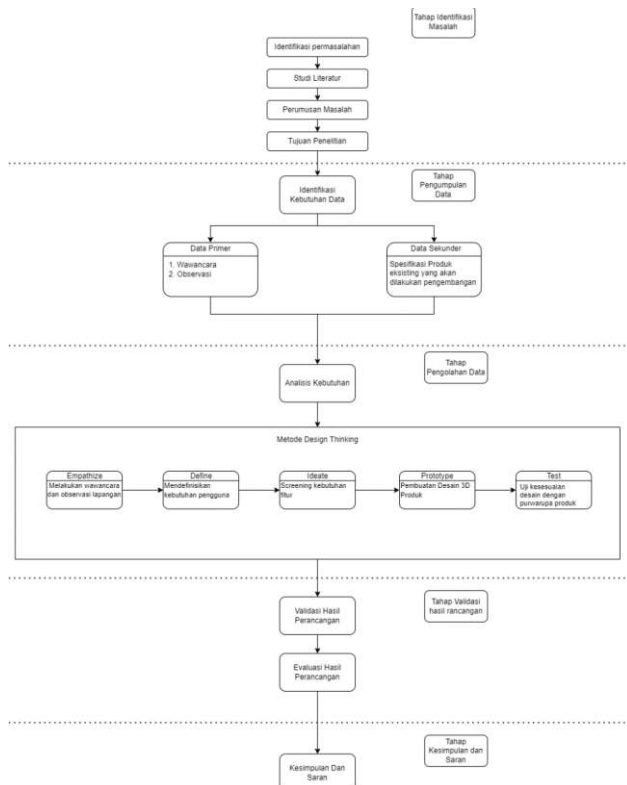 Tahap Identifikasi
Masalah
Identifikasi permasalahan
Studi Literatur
Perumusan Masalah
Tujuan Penelitian
Tahap
Pengumpulan
Data
Identifikasi
Kebutuhan Data
Data Primer
1. Wawancara
2. Observasi
Data Sekunder
Spesifikasi Produk
eksisting yang akan
dilakukan pengembangan
Tahap
Pengolahan Data
Analisis Kebutuhan
Metode Design Thinking
Empathize
Melakukan wawancara
dan observasi lapangan
Define
Mendefinisikan
kebutuhan pengguna
Ideate
Screening kebutuhan
fitur
Prototype
Pembuatan Desain 3D
Produk
Test
Uji kesesuaian
desain dengan
purwarupa produk
Tahap Validasi
hasil rancangan
Validasi Hasil
Perancangan
Evaluasi Hasil
Perancangan
Tahap
Kesimpulan dan
Saran
Kesimpulan Dan
Saran